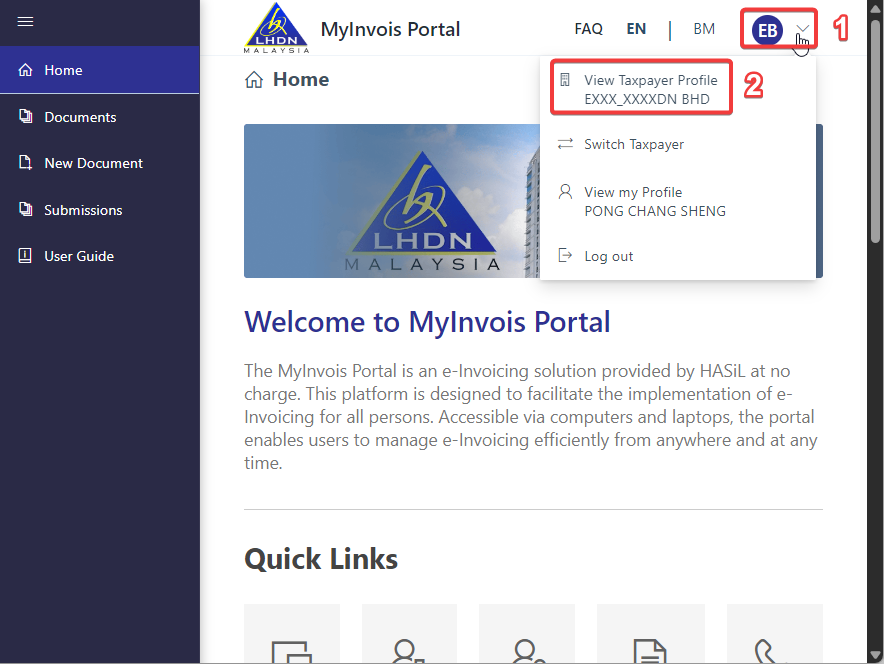 LHDN
MALAYSIA
MyInvois Portal
FAQ
EN
BM
EB
1
Home
Documents
New Document
Submissions
User Guide
Home
View Taxpayer Profile
EXXX_XXXXDN BHD
2
Switch Taxpayer
View my Profile
PONG CHANG SHENG
Log out
LHDN
MALAYSIA
Welcome to MyInvois Portal
The MyInvois Portal is an e-Invoicing solution provided by HASiL at no
charge. This platform is designed to facilitate the implementation of e-
Invoicing for all persons. Accessible via computers and laptops, the portal
enables users to manage e-Invoicing efficiently from anywhere and at any
time.
Quick Links